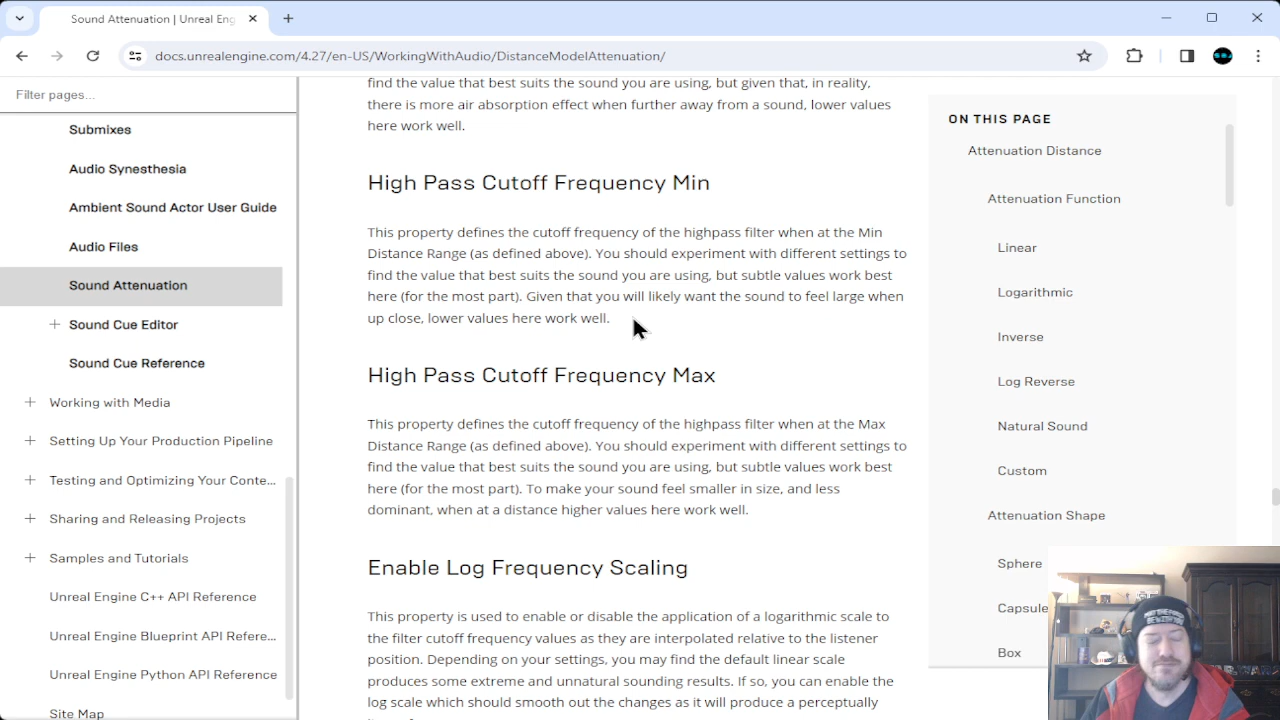 Sound Attenuation | Unreal Eng
docs.unrealengine.com/4.27/en-US/WorkingWithAudio/DistanceModelAttenuation/
Filter pages...
Submixes
Audio Synesthesia
Ambient Sound Actor User Guide
Audio Files
Sound Attenuation
Sound Cue Editor
Sound Cue Reference
Working with Media
Setting Up Your Production Pipeline
Testing and Optimizing Your Conte...
Sharing and Releasing Projects
Samples and Tutorials
Unreal Engine C++ API Reference
Unreal Engine Blueprint API Refere...
Unreal Engine Python API Reference
Site Map
find the value that best suits the sound you are using, but given that, in reality,
there is more air absorption effect when further away from a sound, lower values
here work well.
High Pass Cutoff Frequency Min
This property defines the cutoff frequency of the highpass filter when at the Min
Distance Range (as defined above). You should experiment with different settings to
find the value that best suits the sound you are using, but subtle values work best
here (for the most part). Given that you will likely want the sound to feel large when
up close, lower values here work well.
High Pass Cutoff Frequency Max
This property defines the cutoff frequency of the highpass filter when at the Max
Distance Range (as defined above). You should experiment with different settings to
find the value that best suits the sound you are using, but subtle values work best
here (for the most part). To make your sound feel smaller in size, and less
dominant, when at a distance higher values here work well.
Enable Log Frequency Scaling
This property is used to enable or disable the application of a logarithmic scale to
the filter cutoff frequency values as they are interpolated relative to the listener
position. Depending on your settings, you may find the default linear scale
produces some extreme or unnatural sounding results. If so, you can enable the
log scale which should smooth out the changes as it will produce a perceptually
ON THIS PAGE
Attenuation Distance
Attenuation Function
Linear
Logarithmic
Inverse
Log Reverse
Natural Sound
Custom
Attenuation Shape
Sphere
Capsule
Box